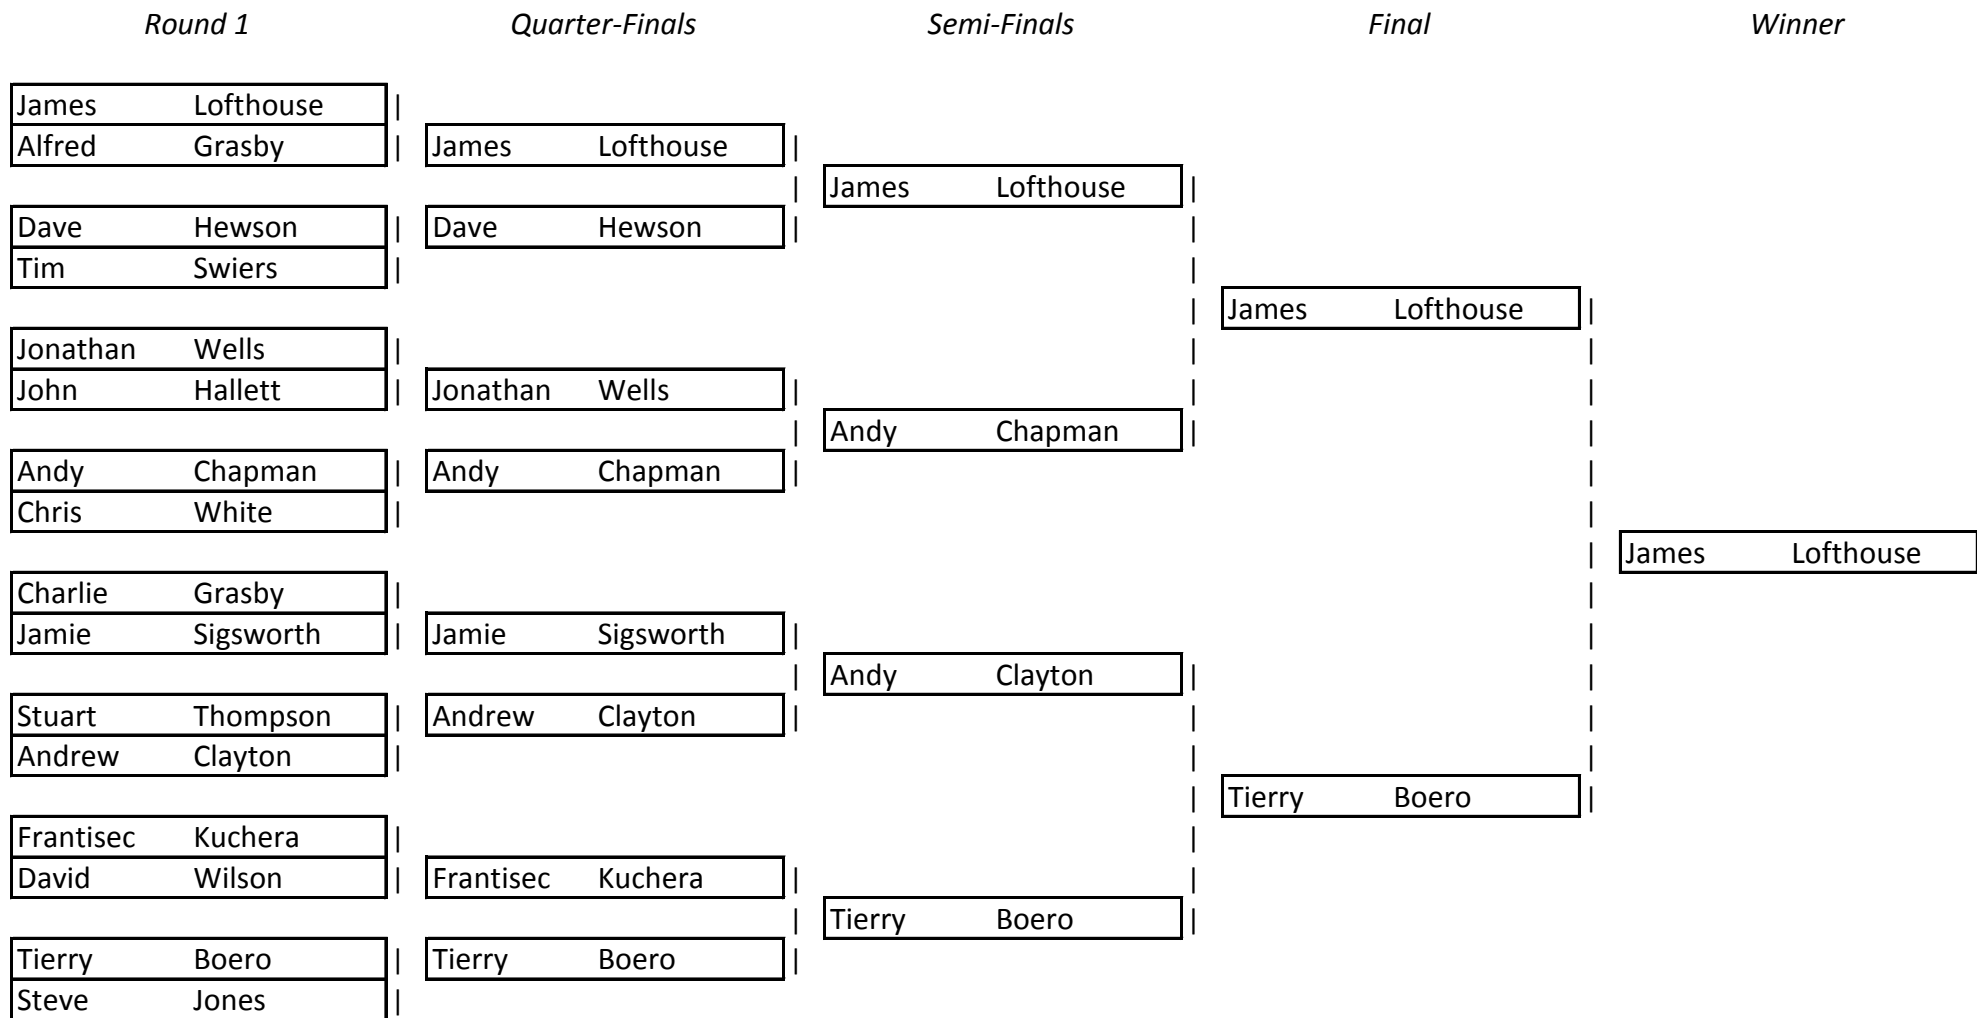 Round 1 Quarter-Finals Semi-Finals Final Winner
James Lofthouse
Alfred Grasby James Lofthouse
James Lofthouse
Dave Hewson Dave Hewson
Tim Swiers
James Lofthouse
Jonathan Wells
John Hallett Jonathan Wells
Andy Chapman
Andy Chapman Andy Chapman
Chris White
James Lofthouse
Charlie Grasby
Jamie Sigsworth Jamie Sigsworth
Andy Clayton
Stuart Thompson Andrew Clayton
Andrew Clayton
Tierry Boero
Frantisec Kuchera
David Wilson Frantisec Kuchera
Tierry Boero
Tierry Boero Tierry Boero
Steve Jones